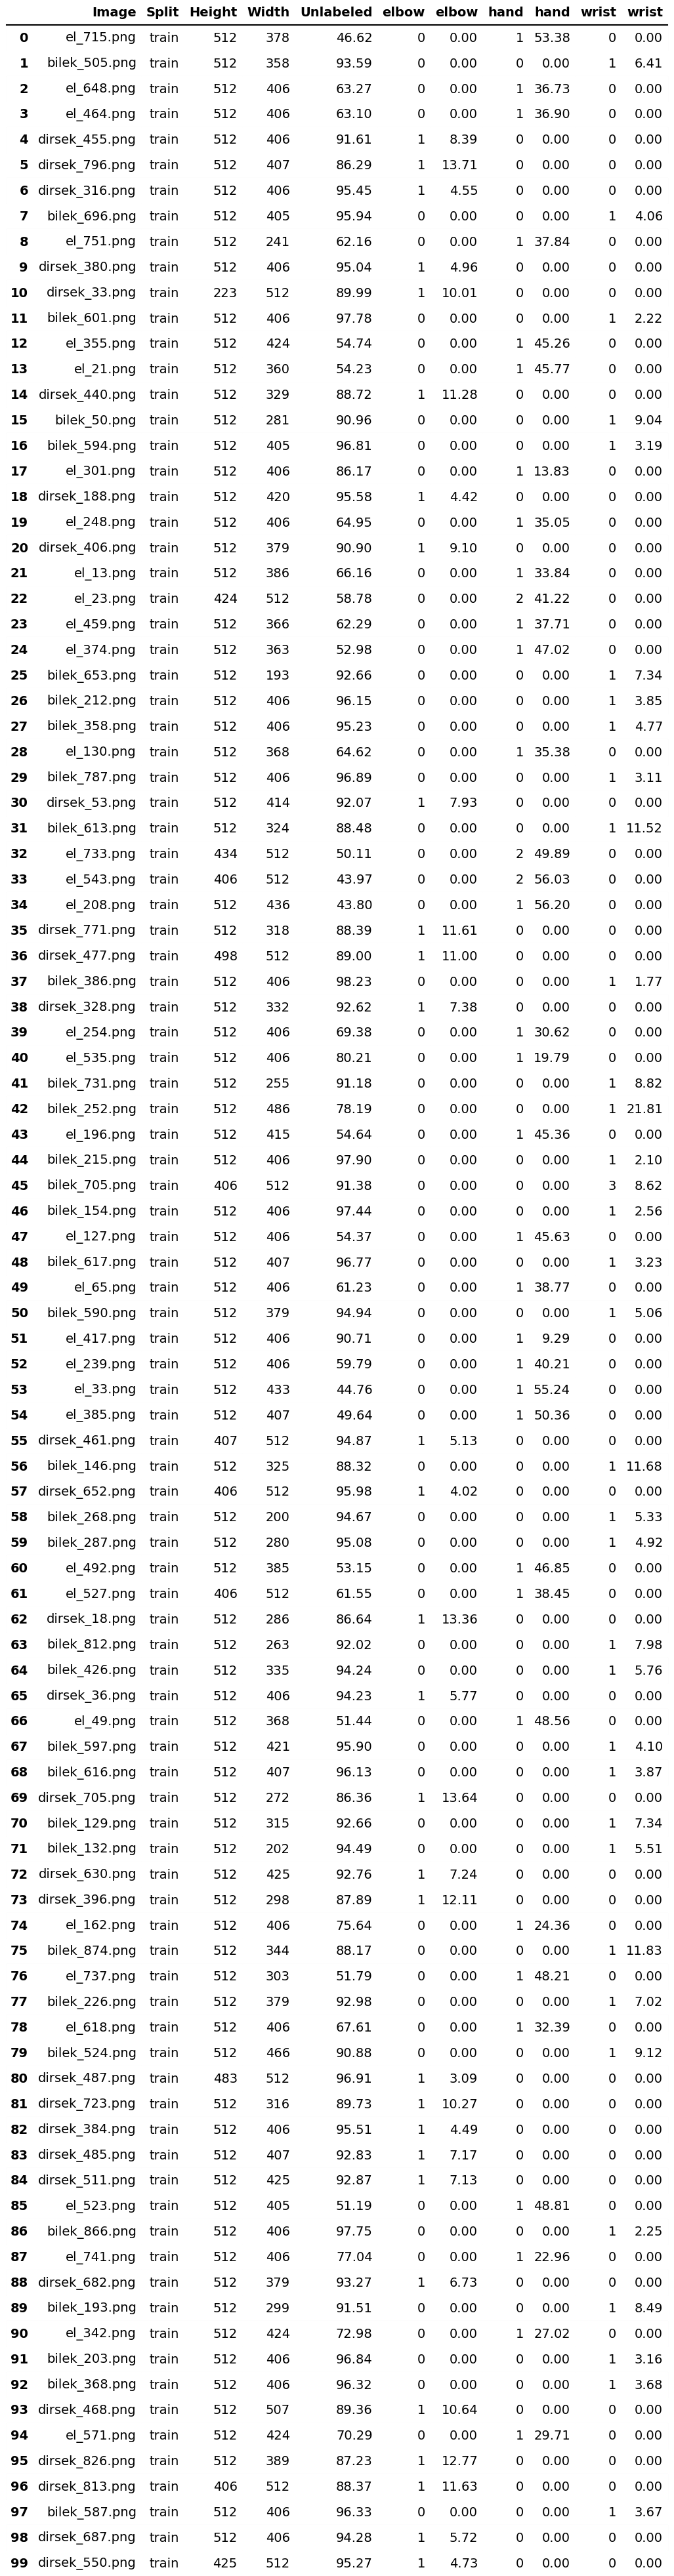 Image Split Height Width Unlabeled elbow elbow hand hand wrist wrist
0 el_715.png train 512 378 46.62 0 0.00 1 53.38 0 0.00
1 bilek_505.png train 512 358 93.59 0 0.00 0 0.00 1 6.41
2 el_648.png train 512 406 63.27 0 0.00 1 36.73 0 0.00
3 el_464.png train 512 406 63.10 0 0.00 1 36.90 0 0.00
4 dirsek_455.png train 512 406 91.61 1 8.39 0 0.00 0 0.00
5 dirsek_796.png train 512 407 86.29 1 13.71 0 0.00 0 0.00
6 dirsek_316.png train 512 406 95.45 1 4.55 0 0.00 0 0.00
7 bilek_696.png train 512 405 95.94 0 0.00 0 0.00 1 4.06
8 el_751.png train 512 241 62.16 0 0.00 1 37.84 0 0.00
9 dirsek_380.png train 512 406 95.04 1 4.96 0 0.00 0 0.00
10 dirsek_33.png train 223 512 89.99 1 10.01 0 0.00 0 0.00
11 bilek_601.png train 512 406 97.78 0 0.00 0 0.00 1 2.22
12 el_355.png train 512 424 54.74 0 0.00 1 45.26 0 0.00
13 el_21.png train 512 360 54.23 0 0.00 1 45.77 0 0.00
14 dirsek_440.png train 512 329 88.72 1 11.28 0 0.00 0 0.00
15 bilek_50.png train 512 281 90.96 0 0.00 0 0.00 1 9.04
16 bilek_594.png train 512 405 96.81 0 0.00 0 0.00 1 3.19
17 el_301.png train 512 406 86.17 0 0.00 1 13.83 0 0.00
18 dirsek_188.png train 512 420 95.58 1 4.42 0 0.00 0 0.00
19 el_248.png train 512 406 64.95 0 0.00 1 35.05 0 0.00
20 dirsek_406.png train 512 379 90.90 1 9.10 0 0.00 0 0.00
21 el_13.png train 512 386 66.16 0 0.00 1 33.84 0 0.00
22 el_23.png train 424 512 58.78 0 0.00 2 41.22 0 0.00
23 el_459.png train 512 366 62.29 0 0.00 1 37.71 0 0.00
24 el_374.png train 512 363 52.98 0 0.00 1 47.02 0 0.00
25 bilek_653.png train 512 193 92.66 0 0.00 0 0.00 1 7.34
26 bilek_212.png train 512 406 96.15 0 0.00 0 0.00 1 3.85
27 bilek_358.png train 512 406 95.23 0 0.00 0 0.00 1 4.77
28 el_130.png train 512 368 64.62 0 0.00 1 35.38 0 0.00
29 bilek_787.png train 512 406 96.89 0 0.00 0 0.00 1 3.11
30 dirsek_53.png train 512 414 92.07 1 7.93 0 0.00 0 0.00
31 bilek_613.png train 512 324 88.48 0 0.00 0 0.00 1 11.52
32 el_733.png train 434 512 50.11 0 0.00 2 49.89 0 0.00
33 el_543.png train 406 512 43.97 0 0.00 2 56.03 0 0.00
34 el_208.png train 512 436 43.80 0 0.00 1 56.20 0 0.00
35 dirsek_771.png train 512 318 88.39 1 11.61 0 0.00 0 0.00
36 dirsek_477.png train 498 512 89.00 1 11.00 0 0.00 0 0.00
37 bilek_386.png train 512 406 98.23 0 0.00 0 0.00 1 1.77
38 dirsek_328.png train 512 332 92.62 1 7.38 0 0.00 0 0.00
39 el_254.png train 512 406 69.38 0 0.00 1 30.62 0 0.00
40 el_535.png train 512 406 80.21 0 0.00 1 19.79 0 0.00
41 bilek_731.png train 512 255 91.18 0 0.00 0 0.00 1 8.82
42 bilek_252.png train 512 486 78.19 0 0.00 0 0.00 1 21.81
43 el_196.png train 512 415 54.64 0 0.00 1 45.36 0 0.00
44 bilek_215.png train 512 406 97.90 0 0.00 0 0.00 1 2.10
45 bilek_705.png train 406 512 91.38 0 0.00 0 0.00 3 8.62
46 bilek_154.png train 512 406 97.44 0 0.00 0 0.00 1 2.56
47 el_127.png train 512 406 54.37 0 0.00 1 45.63 0 0.00
48 bilek_617.png train 512 407 96.77 0 0.00 0 0.00 1 3.23
49 el_65.png train 512 406 61.23 0 0.00 1 38.77 0 0.00
50 bilek_590.png train 512 379 94.94 0 0.00 0 0.00 1 5.06
51 el_417.png train 512 406 90.71 0 0.00 1 9.29 0 0.00
52 el_239.png train 512 406 59.79 0 0.00 1 40.21 0 0.00
53 el_33.png train 512 433 44.76 0 0.00 1 55.24 0 0.00
54 el_385.png train 512 407 49.64 0 0.00 1 50.36 0 0.00
55 dirsek_461.png train 407 512 94.87 1 5.13 0 0.00 0 0.00
56 bilek_146.png train 512 325 88.32 0 0.00 0 0.00 1 11.68
57 dirsek_652.png train 406 512 95.98 1 4.02 0 0.00 0 0.00
58 bilek_268.png train 512 200 94.67 0 0.00 0 0.00 1 5.33
59 bilek_287.png train 512 280 95.08 0 0.00 0 0.00 1 4.92
60 el_492.png train 512 385 53.15 0 0.00 1 46.85 0 0.00
61 el_527.png train 406 512 61.55 0 0.00 1 38.45 0 0.00
62 dirsek_18.png train 512 286 86.64 1 13.36 0 0.00 0 0.00
63 bilek_812.png train 512 263 92.02 0 0.00 0 0.00 1 7.98
64 bilek_426.png train 512 335 94.24 0 0.00 0 0.00 1 5.76
65 dirsek_36.png train 512 406 94.23 1 5.77 0 0.00 0 0.00
66 el_49.png train 512 368 51.44 0 0.00 1 48.56 0 0.00
67 bilek_597.png train 512 421 95.90 0 0.00 0 0.00 1 4.10
68 bilek_616.png train 512 407 96.13 0 0.00 0 0.00 1 3.87
69 dirsek_705.png train 512 272 86.36 1 13.64 0 0.00 0 0.00
70 bilek_129.png train 512 315 92.66 0 0.00 0 0.00 1 7.34
71 bilek_132.png train 512 202 94.49 0 0.00 0 0.00 1 5.51
72 dirsek_630.png train 512 425 92.76 1 7.24 0 0.00 0 0.00
73 dirsek_396.png train 512 298 87.89 1 12.11 0 0.00 0 0.00
74 el_162.png train 512 406 75.64 0 0.00 1 24.36 0 0.00
75 bilek_874.png train 512 344 88.17 0 0.00 0 0.00 1 11.83
76 el_737.png train 512 303 51.79 0 0.00 1 48.21 0 0.00
77 bilek_226.png train 512 379 92.98 0 0.00 0 0.00 1 7.02
78 el_618.png train 512 406 67.61 0 0.00 1 32.39 0 0.00
79 bilek_524.png train 512 466 90.88 0 0.00 0 0.00 1 9.12
80 dirsek_487.png train 483 512 96.91 1 3.09 0 0.00 0 0.00
81 dirsek_723.png train 512 316 89.73 1 10.27 0 0.00 0 0.00
82 dirsek_384.png train 512 406 95.51 1 4.49 0 0.00 0 0.00
83 dirsek_485.png train 512 407 92.83 1 7.17 0 0.00 0 0.00
84 dirsek_511.png train 512 425 92.87 1 7.13 0 0.00 0 0.00
85 el_523.png train 512 405 51.19 0 0.00 1 48.81 0 0.00
86 bilek_866.png train 512 406 97.75 0 0.00 0 0.00 1 2.25
87 el_741.png train 512 406 77.04 0 0.00 1 22.96 0 0.00
88 dirsek_682.png train 512 379 93.27 1 6.73 0 0.00 0 0.00
89 bilek_193.png train 512 299 91.51 0 0.00 0 0.00 1 8.49
90 el_342.png train 512 424 72.98 0 0.00 1 27.02 0 0.00
91 bilek_203.png train 512 406 96.84 0 0.00 0 0.00 1 3.16
92 bilek_368.png train 512 406 96.32 0 0.00 0 0.00 1 3.68
93 dirsek_468.png train 512 507 89.36 1 10.64 0 0.00 0 0.00
94 el_571.png train 512 424 70.29 0 0.00 1 29.71 0 0.00
95 dirsek_826.png train 512 389 87.23 1 12.77 0 0.00 0 0.00
96 dirsek_813.png train 406 512 88.37 1 11.63 0 0.00 0 0.00
97 bilek_587.png train 512 406 96.33 0 0.00 0 0.00 1 3.67
98 dirsek_687.png train 512 406 94.28 1 5.72 0 0.00 0 0.00
99 dirsek_550.png train 425 512 95.27 1 4.73 0 0.00 0 0.00